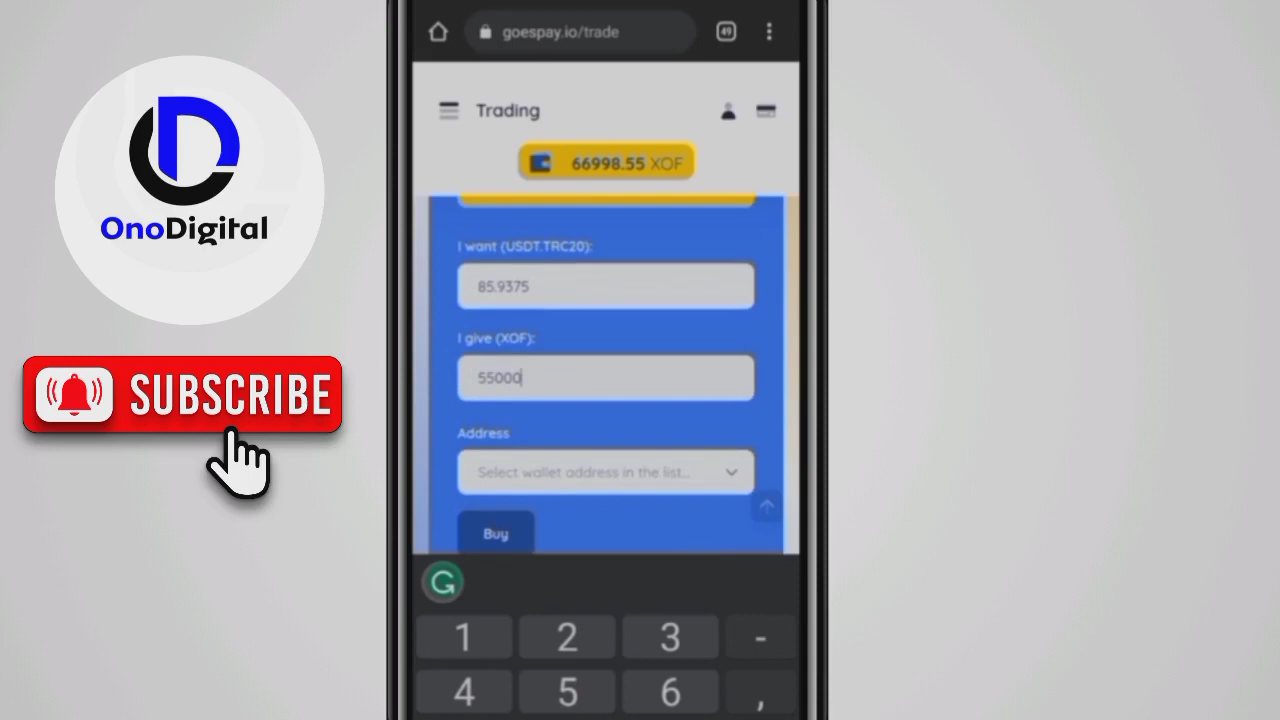 OnoDigital
SUBSCRIBE
goespay.io/trade
49
Trading
66998.55 XOF
I want (USDT.TRC20):
85.9375
I give (XOF):
55000
Address
Select wallet address in the list...
Buy
1 2 3 -
4 5 6 ,